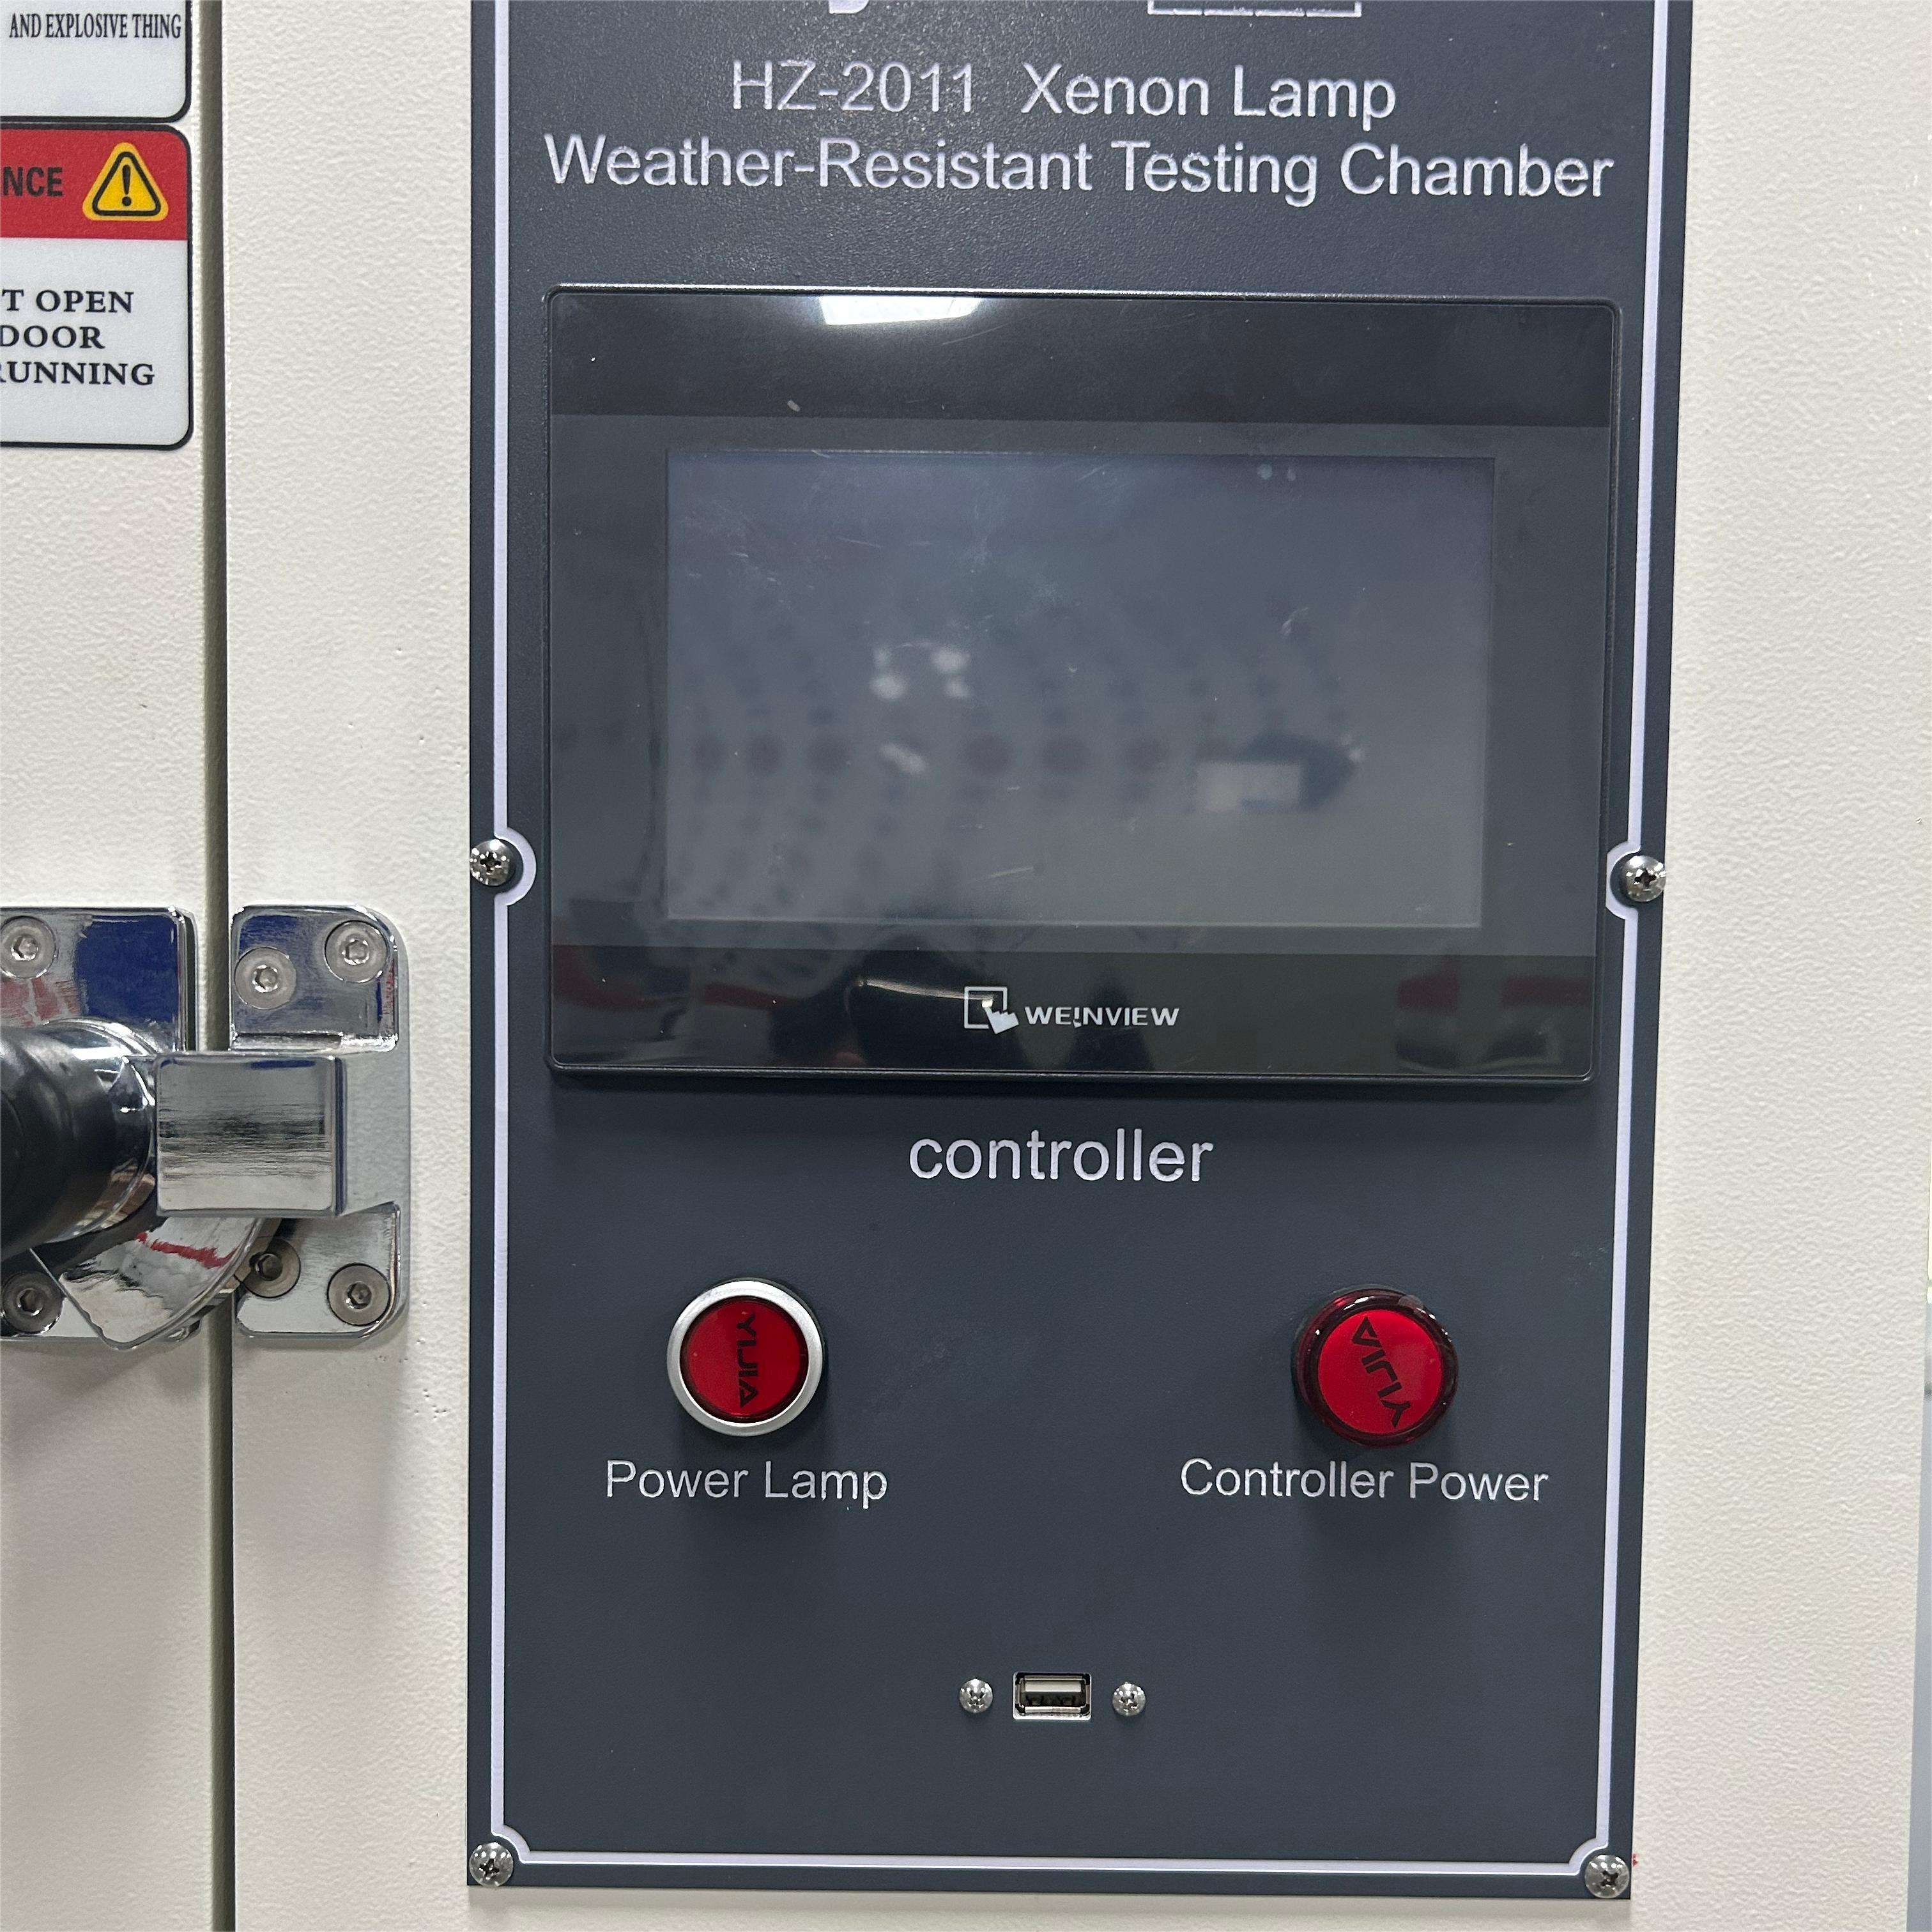 AND EXPLOSIVE THING
NCE
T OPEN
DOOR
RUNNING
HZ-2011 Xenon Lamp
Weather-Resistant Testing Chamber
WEINVIEW
controller
YIJIA
YIJIA
Power Lamp
Controller Power